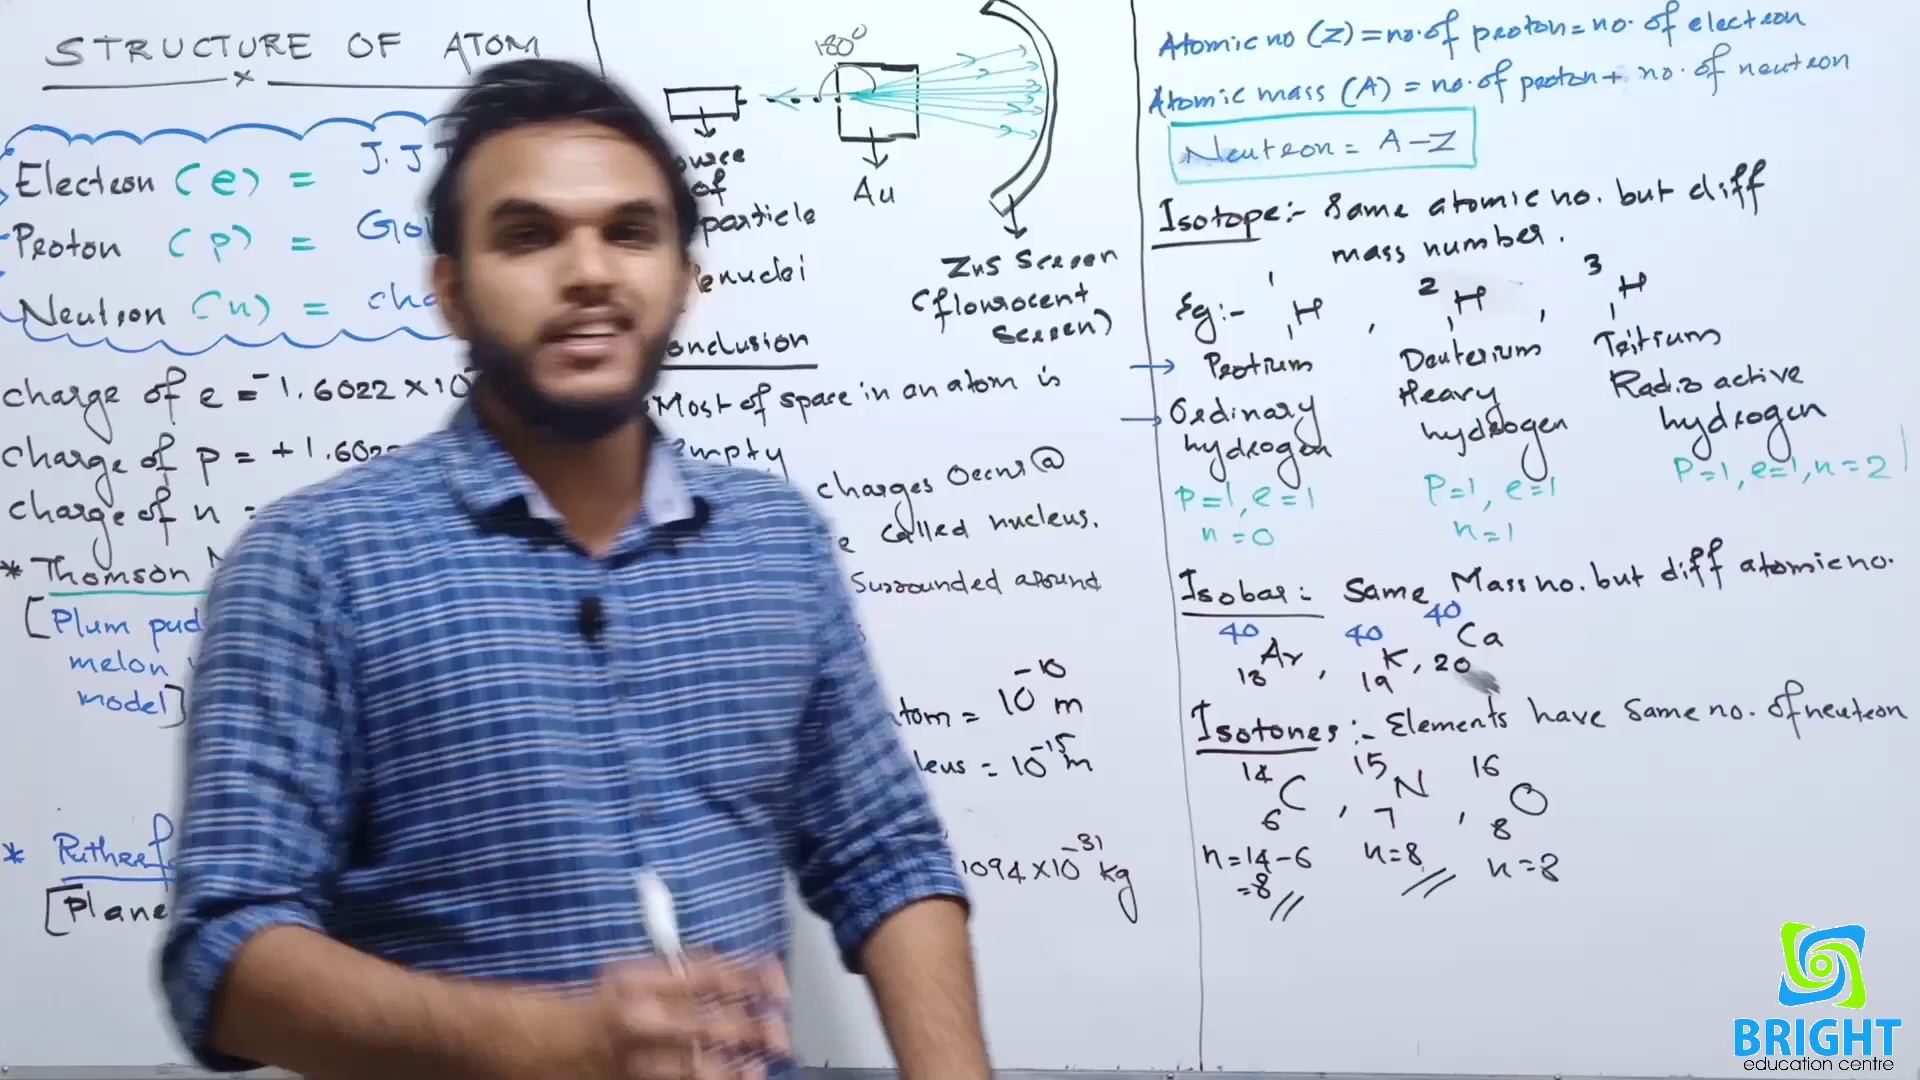 STRUCTURE OF ATOM
x
Electron (e) = J.J
Proton (p) = Gol
Neutron (n) = cha
charge of e = -1.6022 × 10
charge of p = +1.602
charge of n =
* Thomson
[Plum pud
melon
model]
*
[Plane
180°
of
particle
Au
ZnS Screen
(flourocent
screen)
onclusion
Most of space in an atom is
empty
charges Occurs @
called nucleus.
Surrounded around
tom = 10⁻¹⁰ m
leus = 10⁻¹⁵ m
1094×10⁻³¹ kg
Atomic no (Z) = no. of proton = no. of electron
Atomic mass (A) = no. of proton + no. of neutron
Neutron = A-Z
Isotope:- Same atomic no. but diff
mass number.
Eg:- ¹₁H , ²₁H , ³₁H
Protium Deuterium Tritium
Ordinary Heavy Radio active
hydrogen hydrogen hydrogen
P=1, e=1 P=1, e=1 P=1, e=1, n=2
n=0 n=1
Isobar: Same Mass no. but diff atomic no.
⁴⁰₁₈Ar , ⁴⁰₁₉K , ⁴⁰₂₀Ca
Isotones:- Elements have same no. of neutron
¹⁴₆C , ¹⁵₇N , ¹⁶₈O
n=14-6 n=8 n=8
=8
BRIGHT
education centre